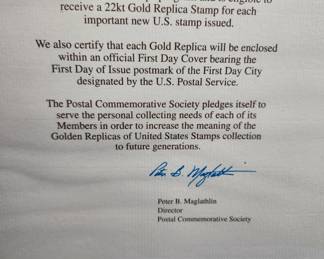 receive a 22kt Gold Replica Stamp for each
important new U.S. stamp issued.
We also certify that each Gold Replica will be enclosed
within an official First Day Cover bearing the
First Day of Issue postmark of the First Day City
designated by the U.S. Postal Service.
The Postal Commemorative Society pledges itself to
serve the personal collecting needs of each of its
Members in order to increase the meaning of the
Golden Replicas of United States Stamps collection
to future generations.
Peter B. Maglathlin
Peter B. Maglathlin
Director
Postal Commemorative Society